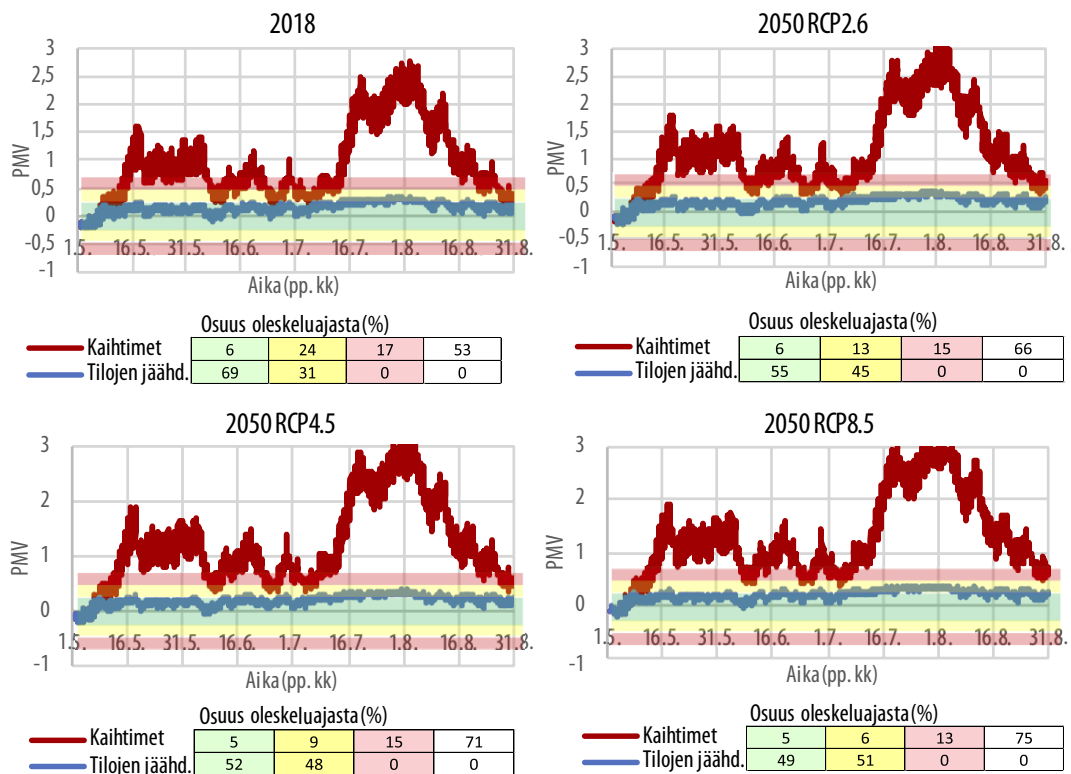 2018
3
2,5
2
1,5
1
0,5
0
-0,5
-1
PMV
1.5. 16.5. 31.5. 16.6. 1.7. 16.7. 1.8. 16.8. 31.8.
Aika (pp. kk)
Osuus oleskeluajasta (%)
Kaihtimet 6 24 17 53
Tilojen jäähd. 69 31 0 0
2050 RCP2.6
3
2,5
2
1,5
1
0,5
0
-0,5
-1
PMV
1.5. 16.5. 31.5. 16.6. 1.7. 16.7. 1.8. 16.8. 31.8.
Aika (pp. kk)
Osuus oleskeluajasta (%)
Kaihtimet 6 13 15 66
Tilojen jäähd. 55 45 0 0
2050 RCP4.5
3
2
1
0
-1
PMV
1.5. 16.5. 31.5. 16.6. 1.7. 16.7. 1.8. 16.8. 31.8.
Aika (pp. kk)
Osuus oleskeluajasta (%)
Kaihtimet 5 9 15 71
Tilojen jäähd. 52 48 0 0
2050 RCP8.5
3
2
1
0
-1
PMV
1.5. 16.5. 31.5. 16.6. 1.7. 16.7. 1.8. 16.8. 31.8.
Aika (pp. kk)
Osuus oleskeluajasta (%)
Kaihtimet 5 6 13 75
Tilojen jäähd. 49 51 0 0